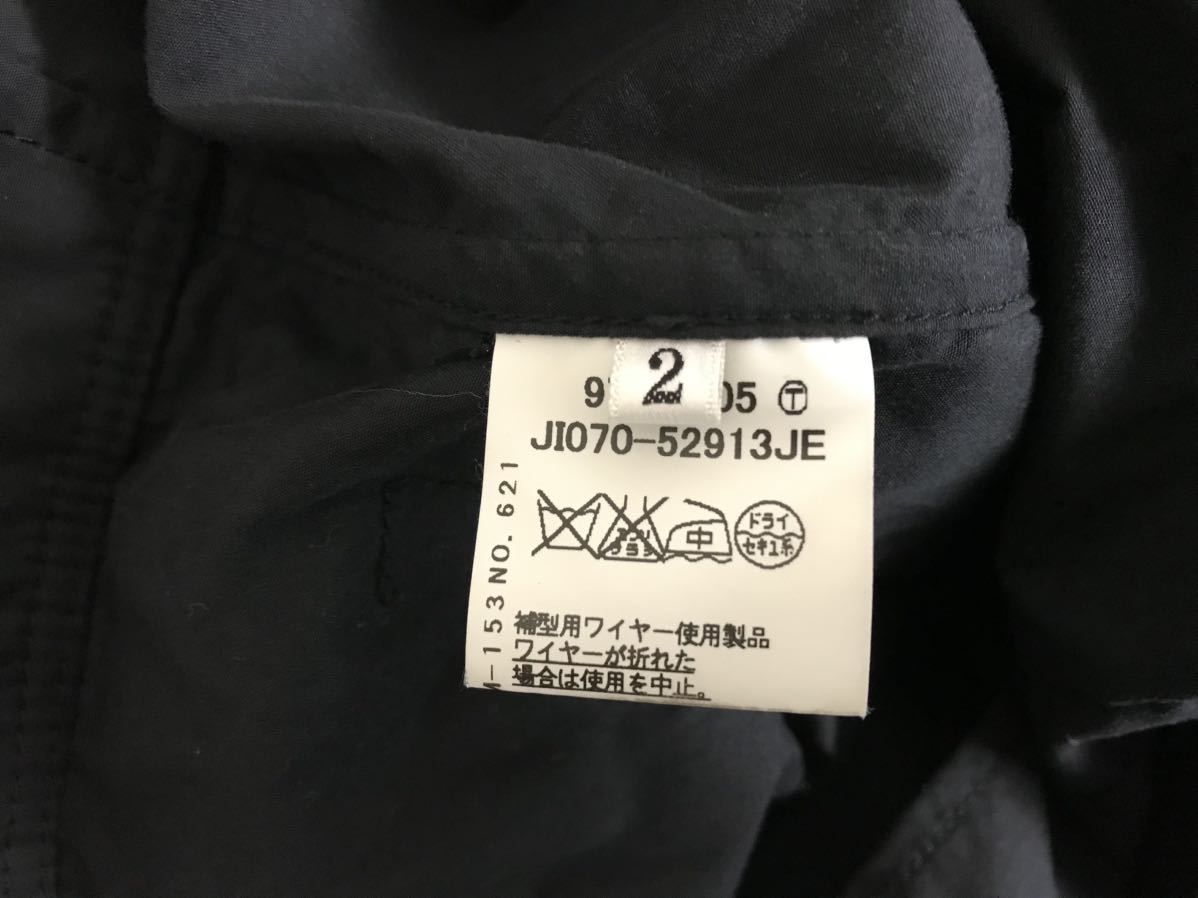 2
05 Ⓣ
JI070-52913JE
中
ドライ
セキユ系
M-153NO.621
補型用ワイヤー使用製品
ワイヤーが折れた
場合は使用を中止。